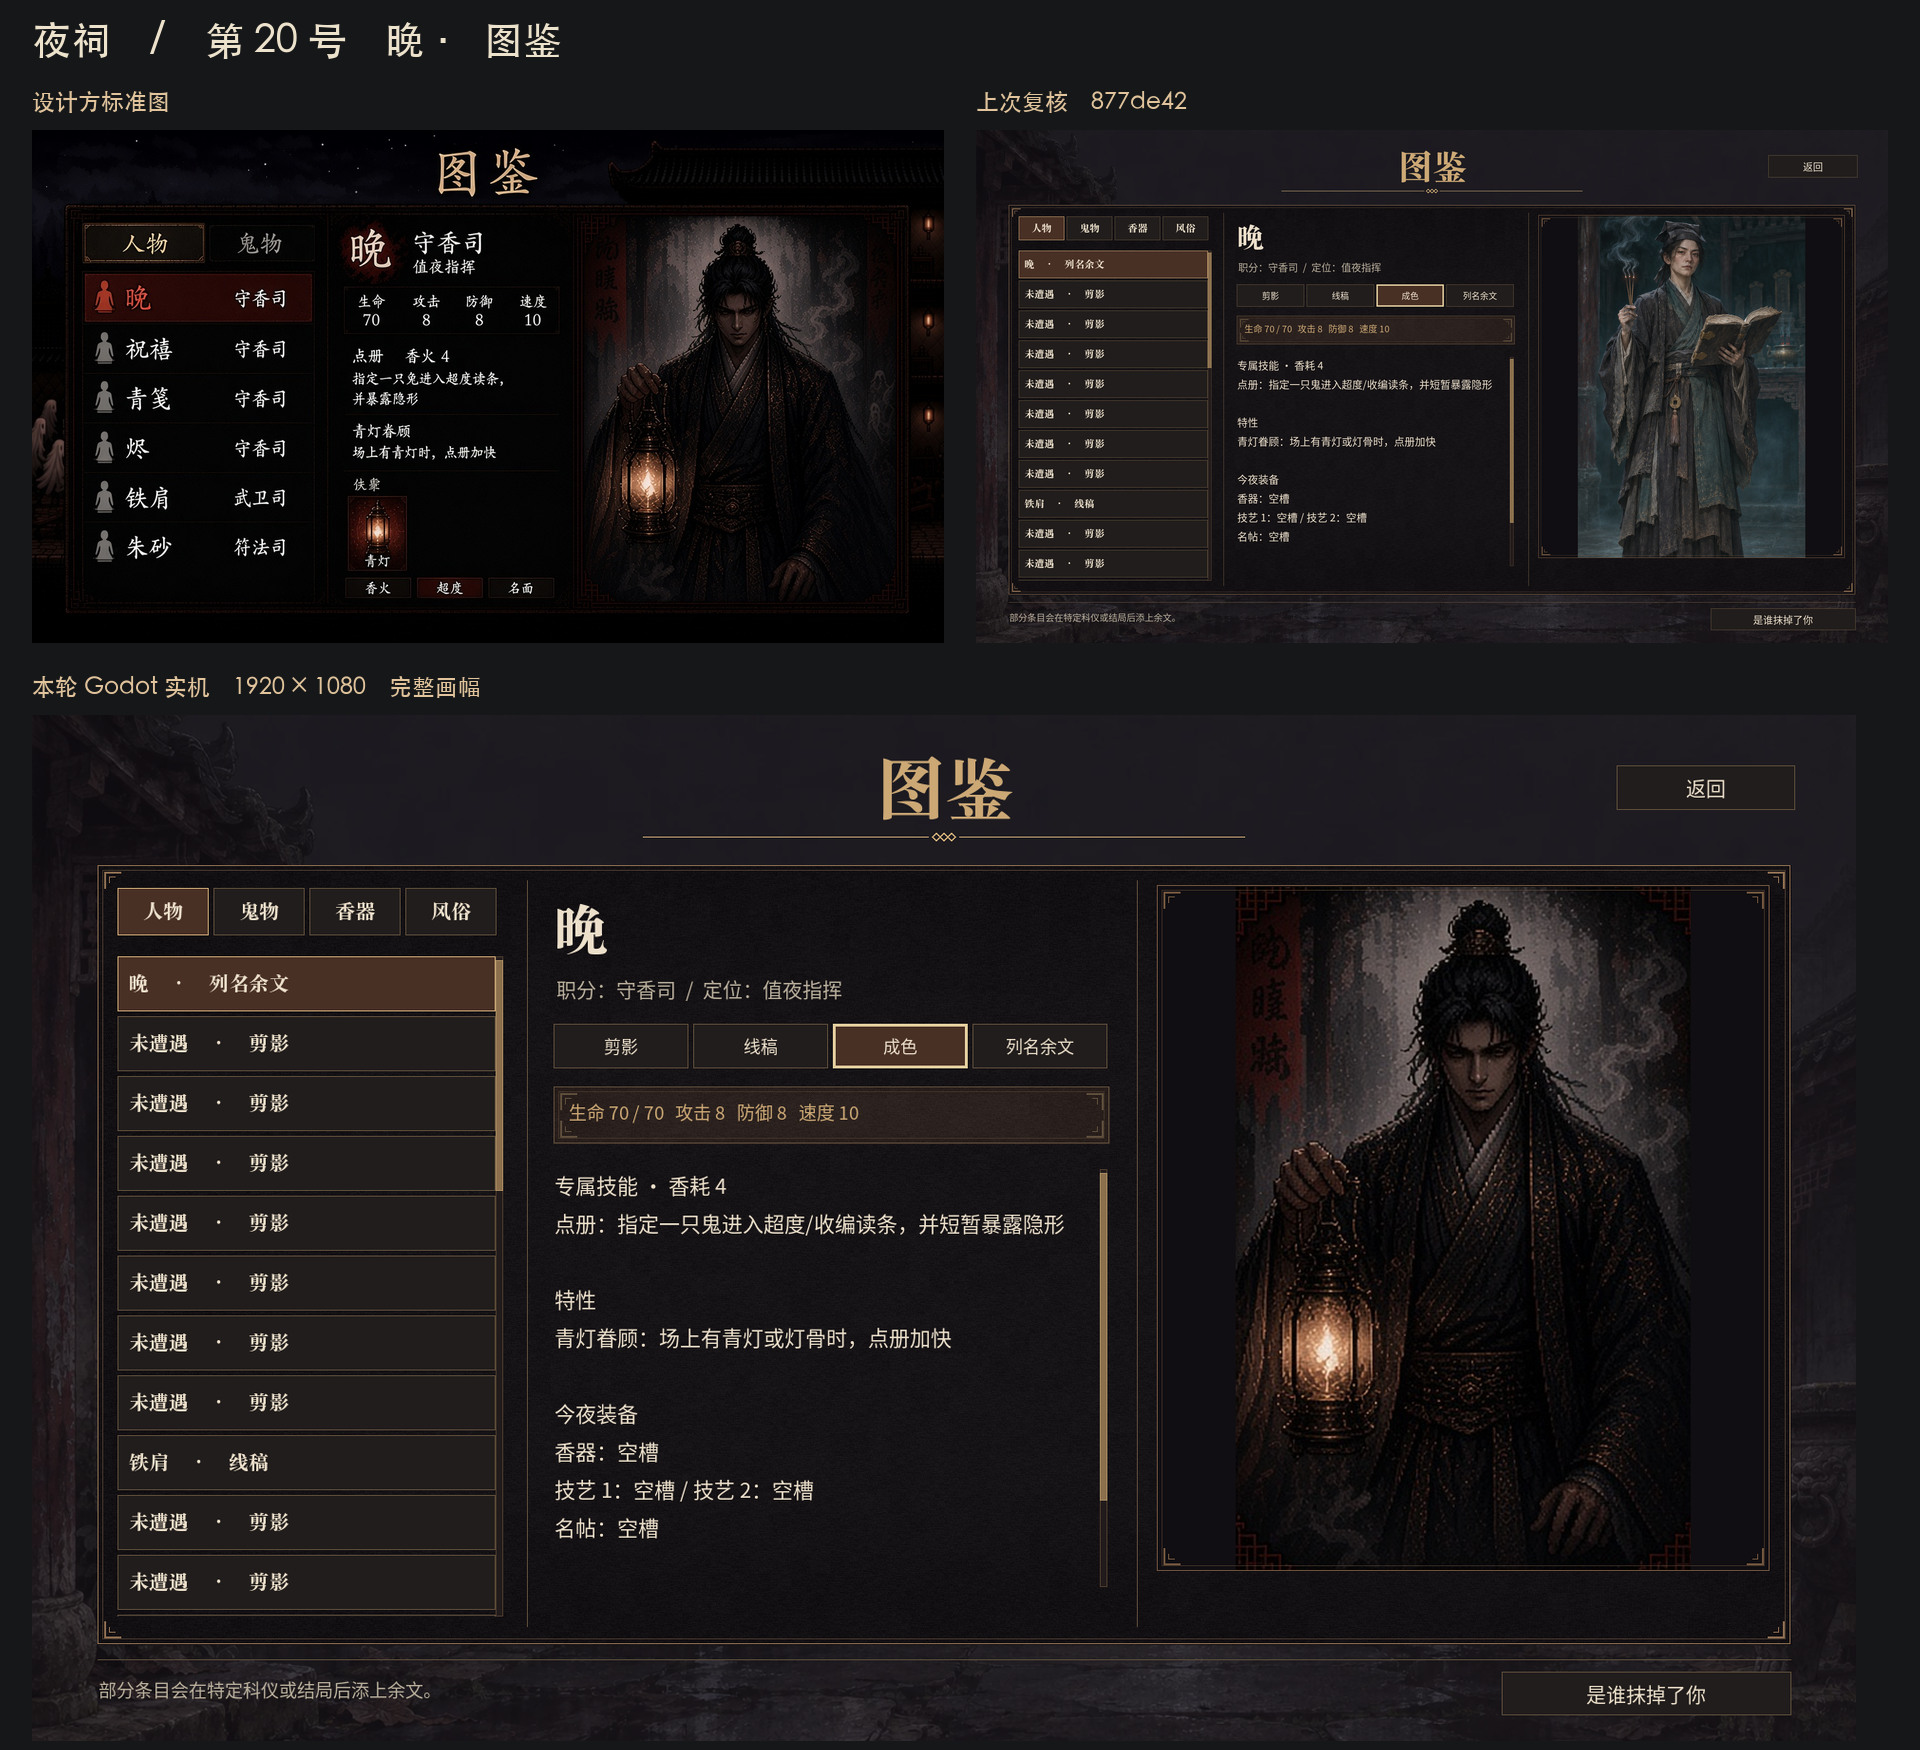 夜祠 / 第 20 号 晚 · 图鉴
设计方标准图
图鉴
人物 鬼物
晚 守香司
祝禧 守香司
青笺 守香司
烬 守香司
铁肩 武卫司
朱砂 符法司
晚
守香司
值夜指挥
生命 攻击 防御 速度
70 8 8 10
点册 香火 4
指定一只鬼进入超度读条，
并暴露隐形
青灯眷顾
场上有青灯时，点册加快
青灯
香火 超度 名面
上次复核 877de42
图鉴
返回
人物 鬼物 香器 风俗
晚 · 列名余文
未遭遇 · 剪影
未遭遇 · 剪影
未遭遇 · 剪影
未遭遇 · 剪影
未遭遇 · 剪影
未遭遇 · 剪影
未遭遇 · 剪影
铁肩 · 线稿
未遭遇 · 剪影
未遭遇 · 剪影
晚
职分：守香司 / 定位：值夜指挥
剪影 线稿 成色 列名余文
生命 70 / 70 攻击 8 防御 8 速度 10
专属技能 · 香耗 4
点册：指定一只鬼进入超度/收编读条，并短暂暴露隐形
特性
青灯眷顾：场上有青灯或灯骨时，点册加快
今夜装备
香器：空槽
技艺 1：空槽 / 技艺 2：空槽
名帖：空槽
部分条目会在特定科仪或结局后添上余文。
是谁抹掉了你
本轮 Godot 实机 1920 × 1080 完整画幅
图鉴
返回
人物 鬼物 香器 风俗
晚 · 列名余文
未遭遇 · 剪影
未遭遇 · 剪影
未遭遇 · 剪影
未遭遇 · 剪影
未遭遇 · 剪影
未遭遇 · 剪影
未遭遇 · 剪影
铁肩 · 线稿
未遭遇 · 剪影
未遭遇 · 剪影
晚
职分：守香司 / 定位：值夜指挥
剪影 线稿 成色 列名余文
生命 70 / 70 攻击 8 防御 8 速度 10
专属技能 · 香耗 4
点册：指定一只鬼进入超度/收编读条，并短暂暴露隐形
特性
青灯眷顾：场上有青灯或灯骨时，点册加快
今夜装备
香器：空槽
技艺 1：空槽 / 技艺 2：空槽
名帖：空槽
部分条目会在特定科仪或结局后添上余文。
是谁抹掉了你